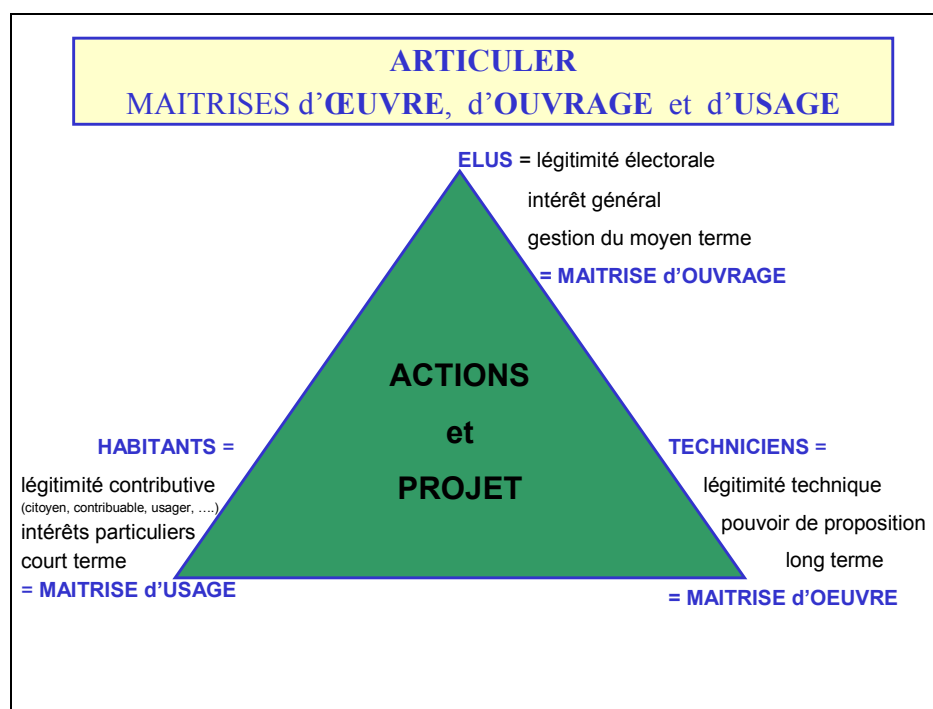 ARTICULER
MAITRISES d'ŒUVRE, d'OUVRAGE et d'USAGE
ELUS = légitimité électorale
intérêt général
gestion du moyen terme
= MAITRISE d'OUVRAGE
ACTIONS
et
PROJET
HABITANTS =
légitimité contributive
(citoyen, contribuable, usager, ….)
intérêts particuliers
court terme
= MAITRISE d'USAGE
TECHNICIENS =
légitimité technique
pouvoir de proposition
long terme
= MAITRISE d'OEUVRE